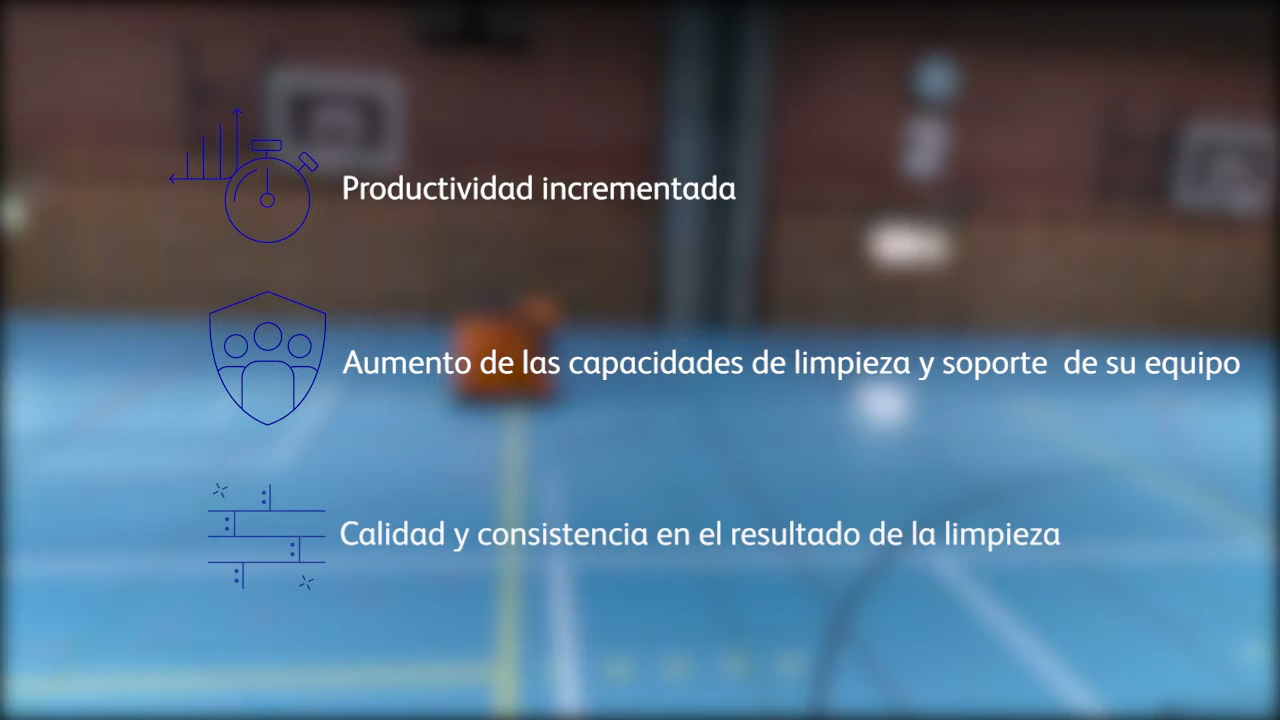 Productividad incrementada
Aumento de las capacidades de limpieza y soporte  de su equipo
Calidad y consistencia en el resultado de la limpieza